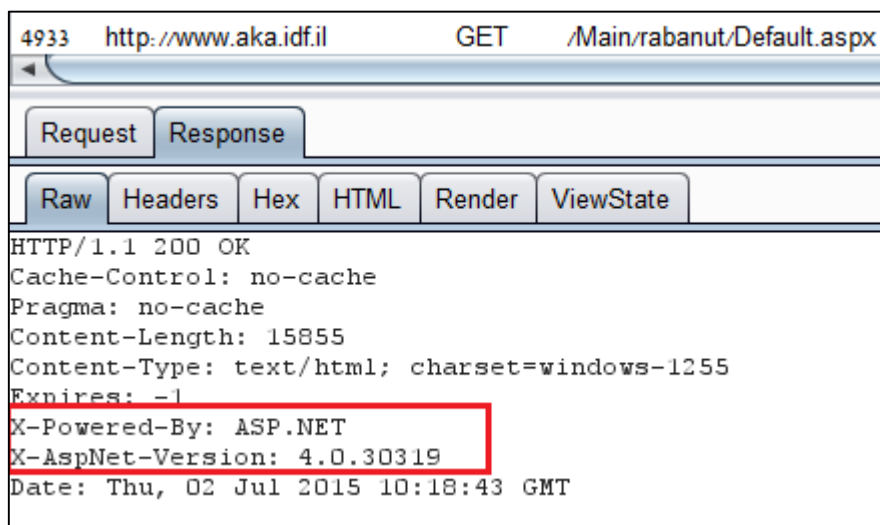 4933 http://www.aka.idf.il GET /Main/rabanut/Default.aspx
Request Response
Raw Headers Hex HTML Render ViewState
HTTP/1.1 200 OK
Cache-Control: no-cache
Pragma: no-cache
Content-Length: 15855
Content-Type: text/html; charset=windows-1255
Expires: -1
X-Powered-By: ASP.NET
X-AspNet-Version: 4.0.30319
Date: Thu, 02 Jul 2015 10:18:43 GMT